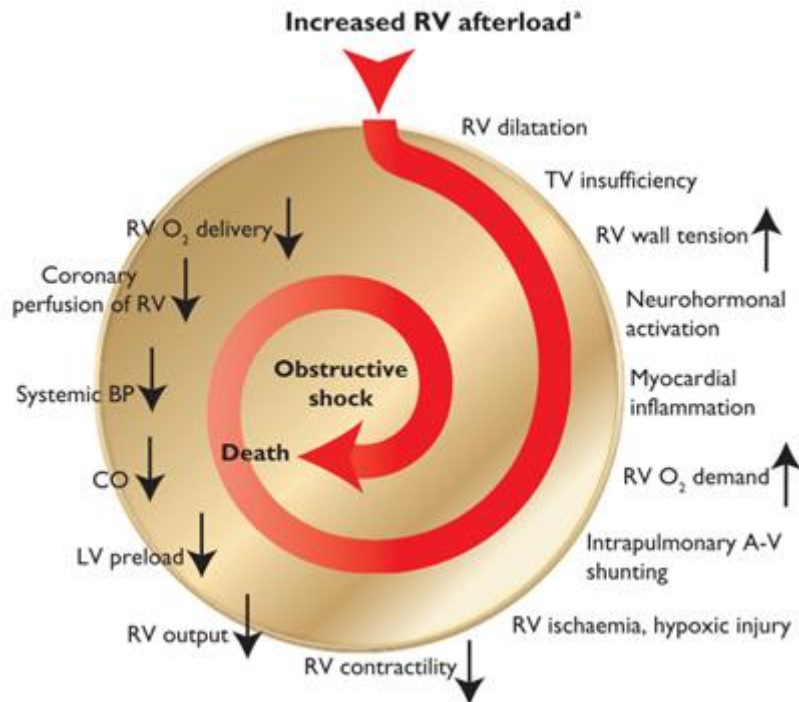 Increased RV afterloadᵃ
RV dilatation
TV insufficiency
RV wall tension
Neurohormonal
activation
Myocardial
inflammation
RV O₂ demand
Intrapulmonary A-V
shunting
RV ischaemia, hypoxic injury
RV contractility
RV output
LV preload
CO
Systemic BP
Coronary
perfusion of RV
RV O₂ delivery
Obstructive
shock
Death